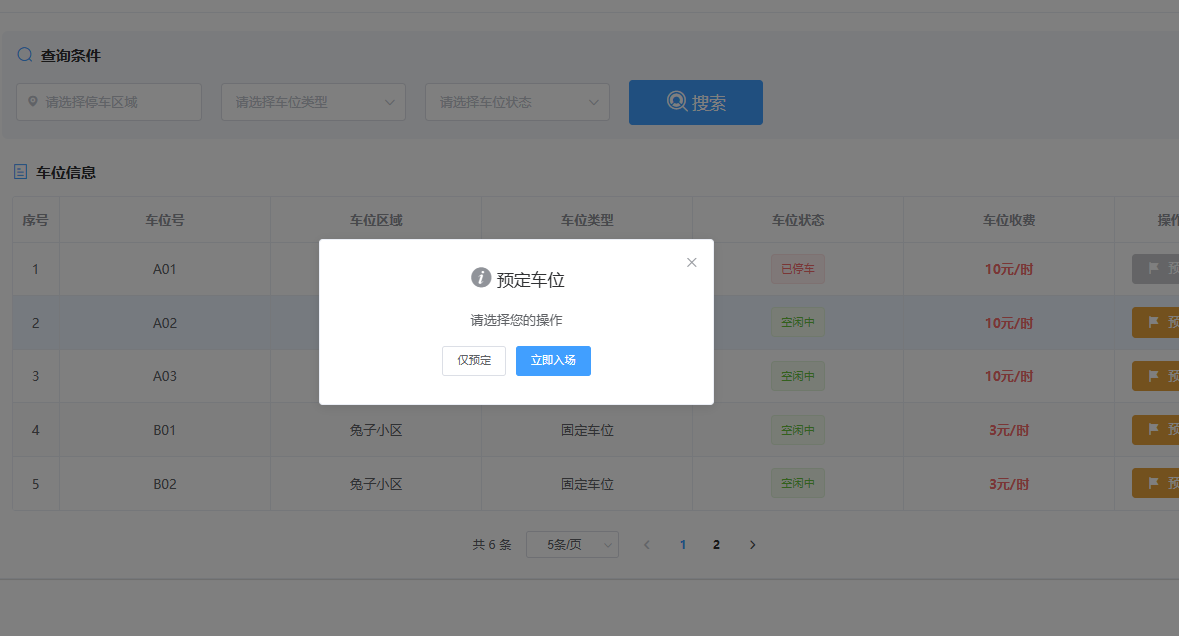 查询条件
请选择停车区域 请选择车位类型 请选择车位状态 搜索
车位信息
序号 车位号 车位区域 车位类型 车位状态 车位收费 操作
1 A01 已停车 10元/时 预
2 A02 空闲中 10元/时 预
3 A03 空闲中 10元/时 预
4 B01 兔子小区 固定车位 空闲中 3元/时 预
5 B02 兔子小区 固定车位 空闲中 3元/时 预
预定车位
请选择您的操作
仅预定 立即入场
共 6 条 5条/页 1 2